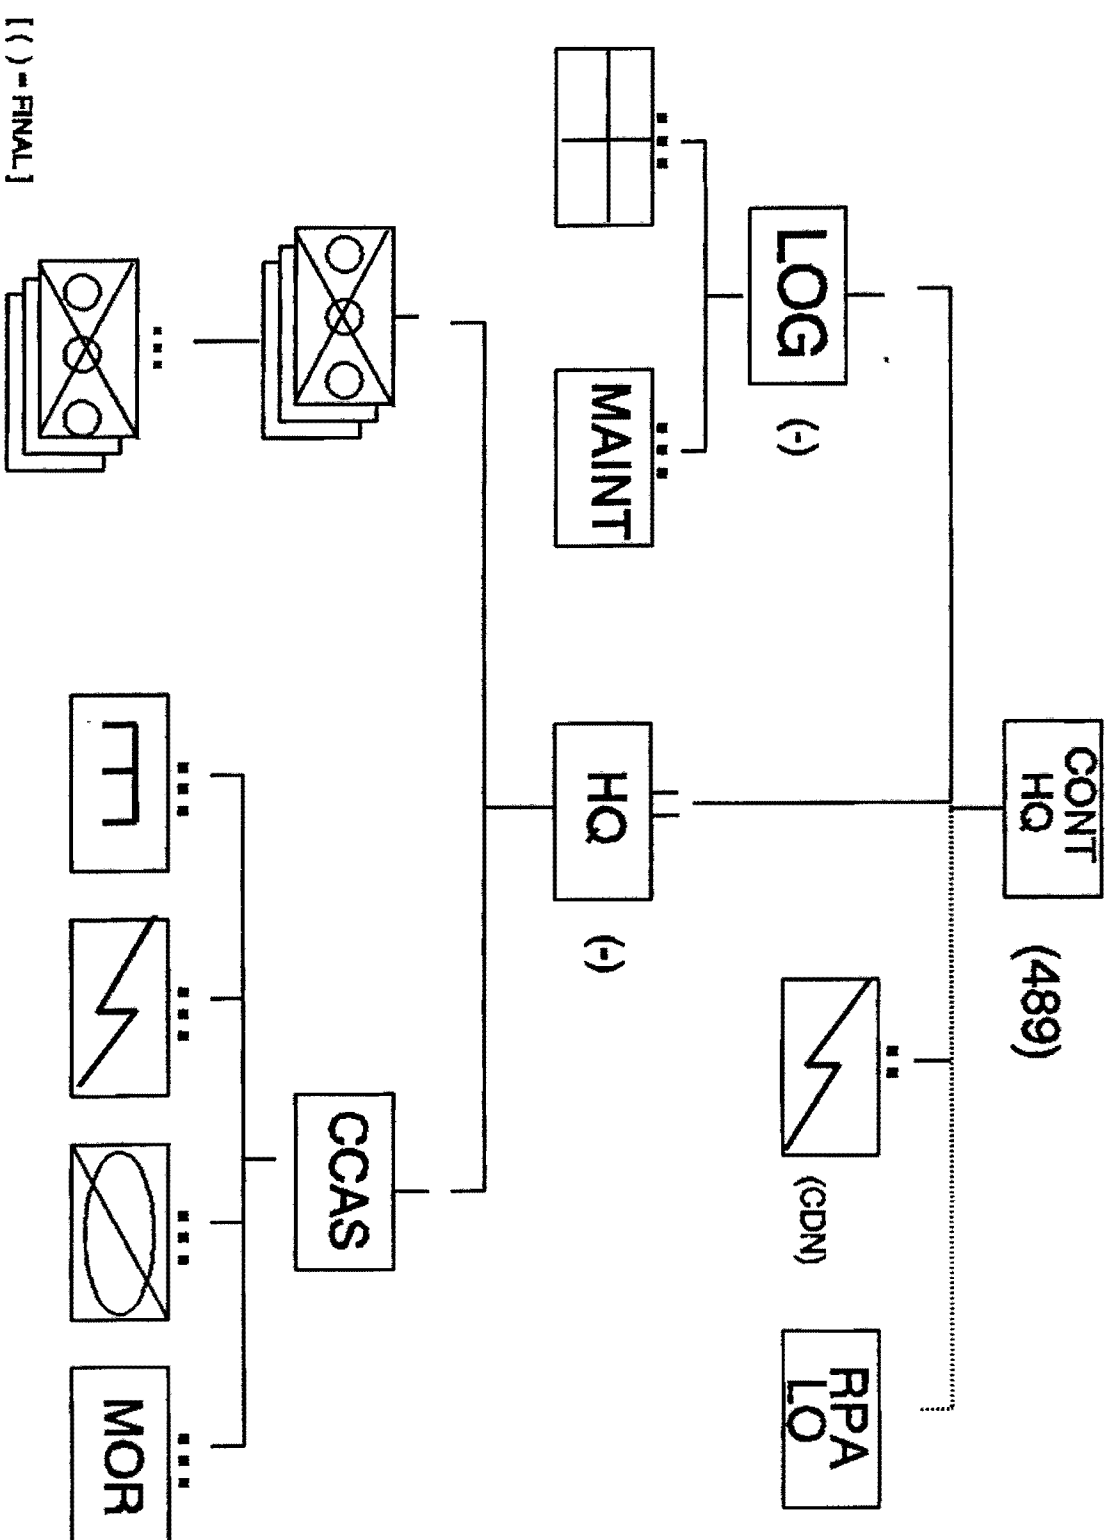 CONT
HQ
(489)
LOG
(-)
HQ
(-)
(CDN)
RPA
LO
MAINT
CCAS
MOR
[ ( ) = FINAL ]